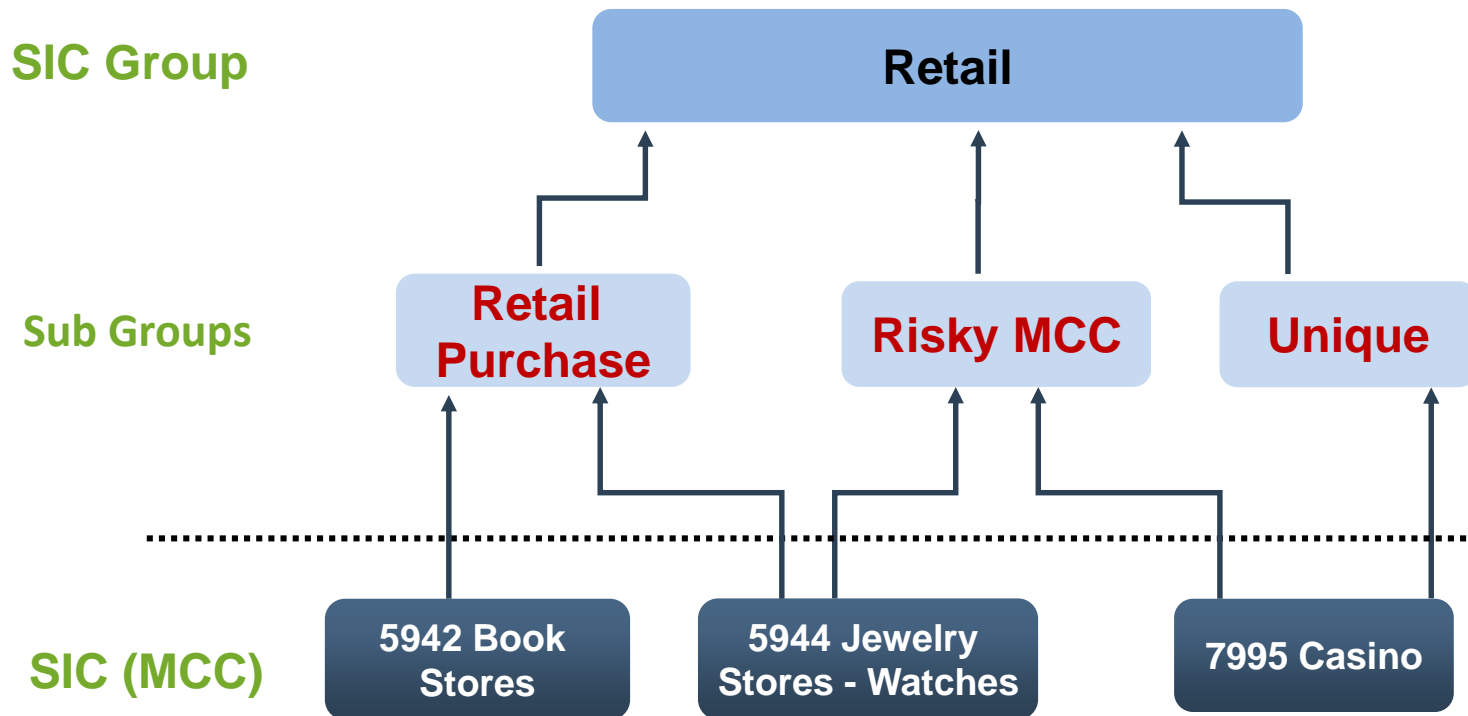 SIC Group
Retail
Sub Groups
Retail
Purchase
Risky MCC
Unique
SIC (MCC)
5942 Book
Stores
5944 Jewelry
Stores - Watches
7995 Casino